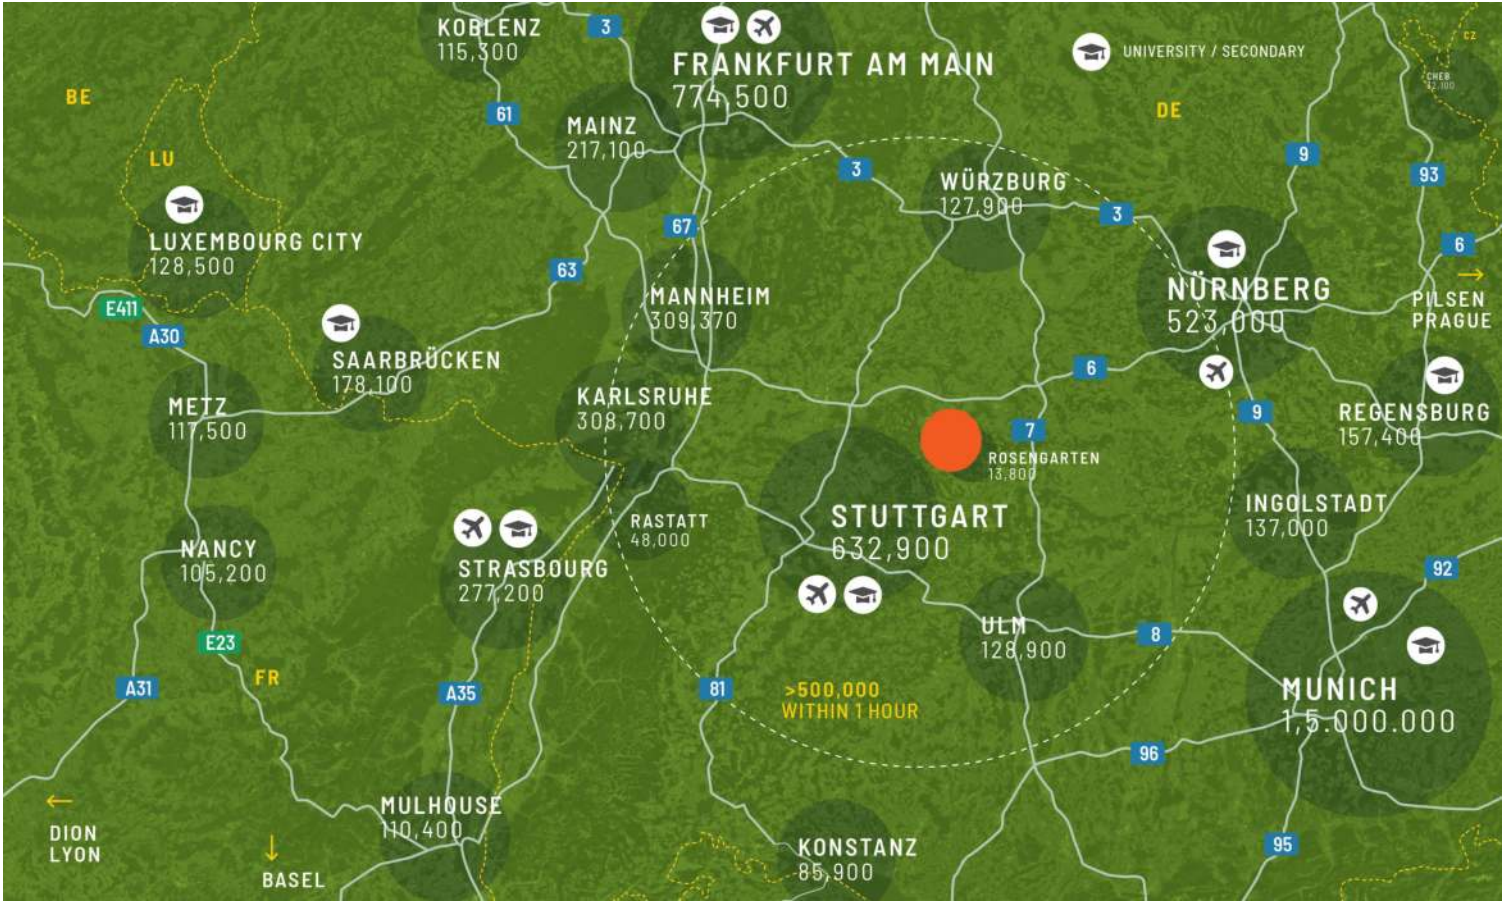 KOBLENZ
115,300
3
FRANKFURT AM MAIN
774,500
UNIVERSITY / SECONDARY
CZ
CHEB
BE
61
MAINZ
217,100
DE
LU
3
9
93
WÜRZBURG
127,900
3
67
LUXEMBOURG CITY
128,500
63
6
E411
A30
MANNHEIM
309,370
NÜRNBERG
523,000
PILSEN
PRAGUE
SAARBRÜCKEN
178,100
6
METZ
117,500
KARLSRUHE
308,700
7
9
REGENSBURG
157,400
ROSENGARTEN
13,800
INGOLSTADT
137,000
RASTATT
48,000
STUTTGART
632,900
NANCY
105,200
STRASBOURG
277,200
92
E23
ULM
128,900
8
FR
A31
A35
81
>500,000
WITHIN 1 HOUR
MUNICH
1,5.000.000
96
MULHOUSE
110,400
DION
LYON
BASEL
KONSTANZ
85,900
95